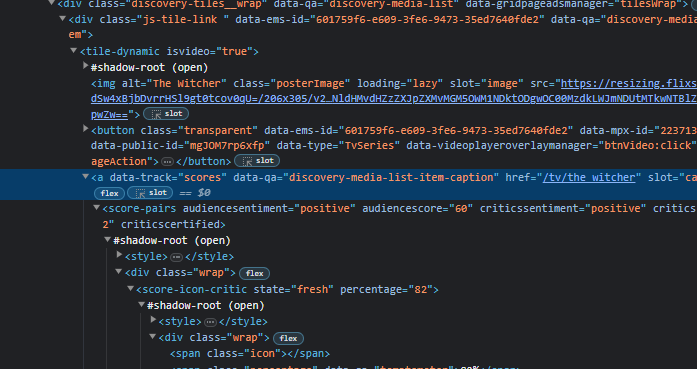 <div class="discovery-tiles__wrap" data-qa="discovery-media-list" data-gridpageadsmanager="tilesWrap">
<div class="js-tile-link " data-ems-id="601759f6-e609-3fe6-9473-35ed7640fde2" data-qa="discovery-media
em">
<tile-dynamic isvideo="true">
#shadow-root (open)
<img alt="The Witcher" class="posterImage" loading="lazy" slot="image" src="https://resizing.flixs
dSw4xBjbDvrrHSl9gt0tcov0qU=/206x305/v2…NldHMvdHZzZXJpZXMvMGM5OWM1NDktODgwOC00MzdkLWJmNDUtMTkwNTBlZ
pwZw=="> slot
<button class="transparent" data-ems-id="601759f6-e609-3fe6-9473-35ed7640fde2" data-mpx-id="223713
data-public-id="mgJOM7rp6xfp" data-type="TvSeries" data-videoplayeroverlaymanager="btnVideo:click"
ageAction">…</button> slot
<a data-track="scores" data-qa="discovery-media-list-item-caption" href="/tv/the_witcher" slot="ca
flex slot == $0
<score-pairs audiencesentiment="positive" audiencescore="60" criticssentiment="positive" critics
2" criticscertified>
#shadow-root (open)
<style>…</style>
<div class="wrap"> flex
<score-icon-critic state="fresh" percentage="82">
#shadow-root (open)
<style>…</style>
<div class="wrap"> flex
<span class="icon"></span>